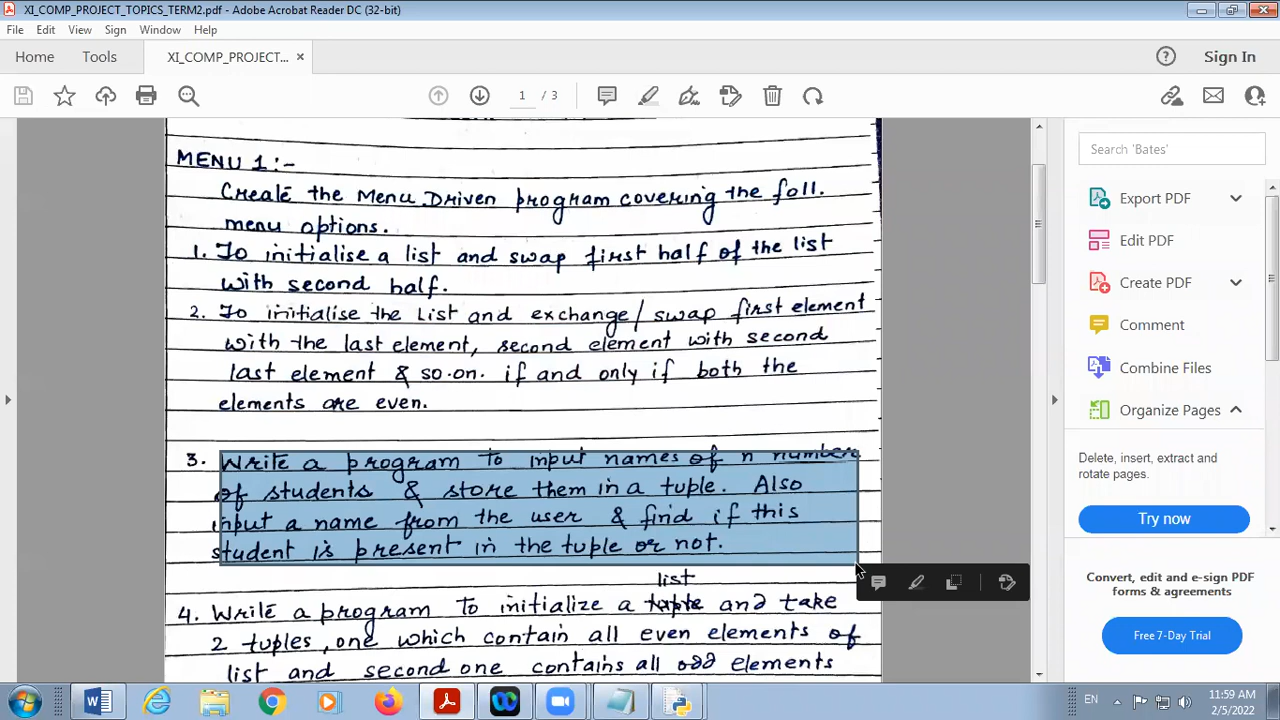 XI_COMP_PROJECT_TOPICS_TERM2.pdf - Adobe Acrobat Reader DC (32-bit)
File Edit View Sign Window Help
Home Tools XI_COMP_PROJECT... × Sign In
1 / 3
MENU 1:-
Create the Menu Driven program covering the foll.
menu options.
1. To initialise a list and swap first half of the list
with second half.
2. To initialise the List and exchange/swap first element
with the last element, second element with second
last element & so.on. if and only if both the
elements are even.
3. Write a program to input names of n number
of students & store them in a tuple. Also
input a name from the user & find if this
student is present in the tuple or not.
list
4. Write a program to initialize a tuple and take
2 tuples, one which contain all even elements of
list and second one contains all odd elements
Search 'Bates'
Export PDF
Edit PDF
Create PDF
Comment
Combine Files
Organize Pages
Delete, insert, extract and
rotate pages.
Try now
Convert, edit and e-sign PDF
forms & agreements
Free 7-Day Trial
EN
11:59 AM
2/5/2022